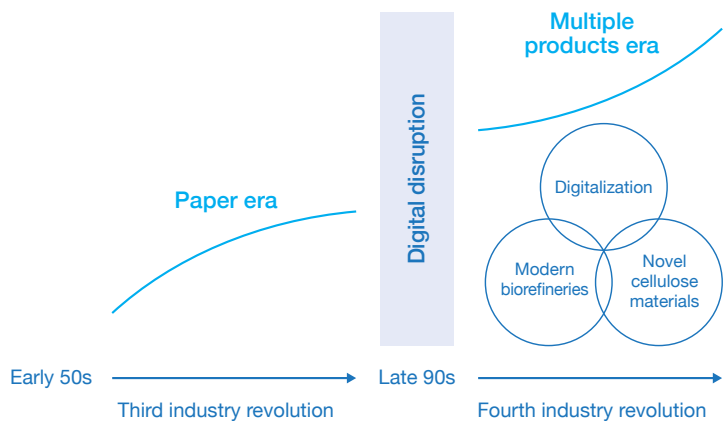 Multiple
products era
Digital disruption
Paper era
Digitalization
Modern
biorefineries
Novel
cellulose
materials
Early 50s
Late 90s
Third industry revolution
Fourth industry revolution